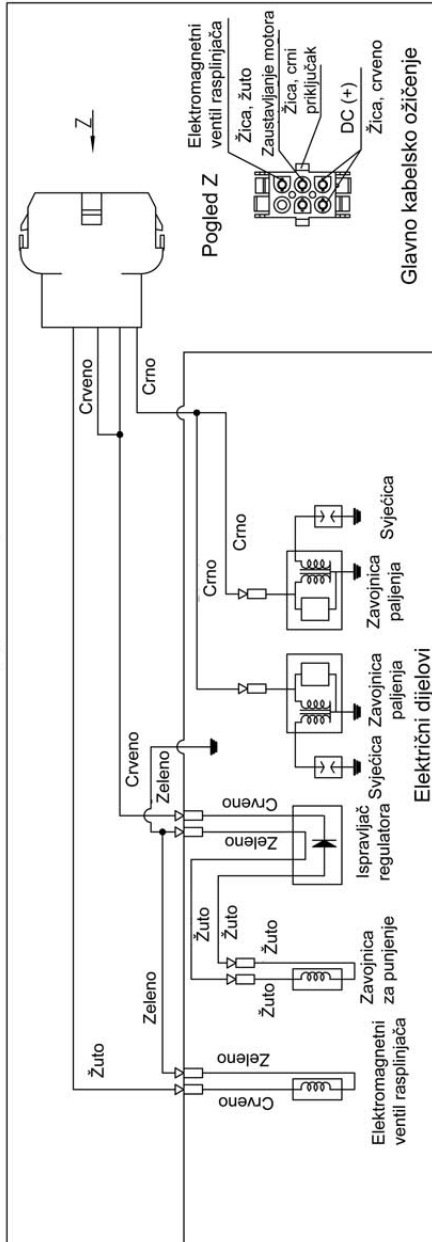 Z
Pogled Z
Elektromagnetni
ventil rasplinjača
Žica, žuto
Zaustavljanje motora
Žica, crni
priključak
DC (+)
Žica, crveno
Glavno kabelsko ožičenje
Crveno
Crno
Crno
Crno
Crveno
Zeleno
Žuto
Zeleno
Crveno
Zeleno
Žuto
Žuto
Žuto
Žuto
Zeleno
Crveno
Elektromagnetni
ventil rasplinjača
Zavojnica
za punjenje
Ispravljač
regulatora
Svjećica
Zavojnica
paljenja
Zavojnica
paljenja
Svjećica
Električni dijelovi